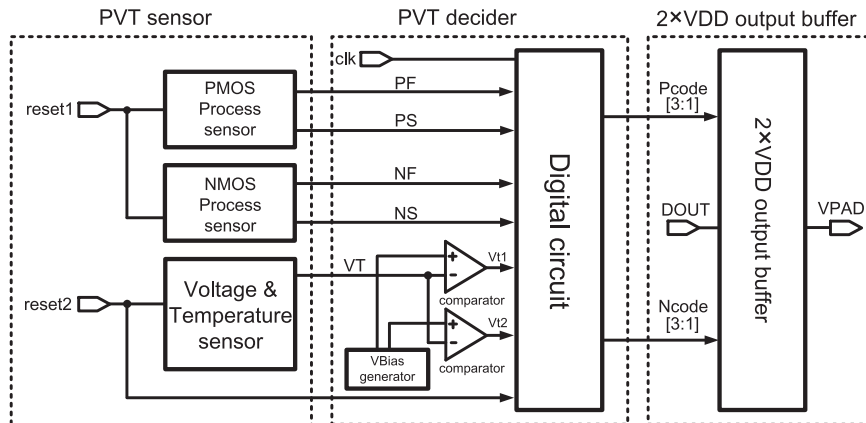 PVT sensor
PVT decider
2×VDD output buffer
clk
reset1
PMOS
Process
sensor
PF
PS
NMOS
Process
sensor
NF
NS
reset2
Voltage &
Temperature
sensor
VT
+
−
Vt1
comparator
+
−
Vt2
comparator
VBias
generator
Digital circuit
Pcode
[3:1]
DOUT
Ncode
[3:1]
2×VDD output buffer
VPAD